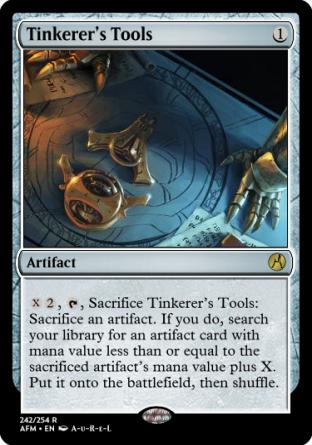 Tinkerer's Tools 1
Artifact
X 2 , , Sacrifice Tinkerer's Tools:
Sacrifice an artifact. If you do, search
your library for an artifact card with
mana value less than or equal to the
sacrificed artifact's mana value plus X.
Put it onto the battlefield, then shuffle.
242/254 R
AFM • EN A-U-R-E-L